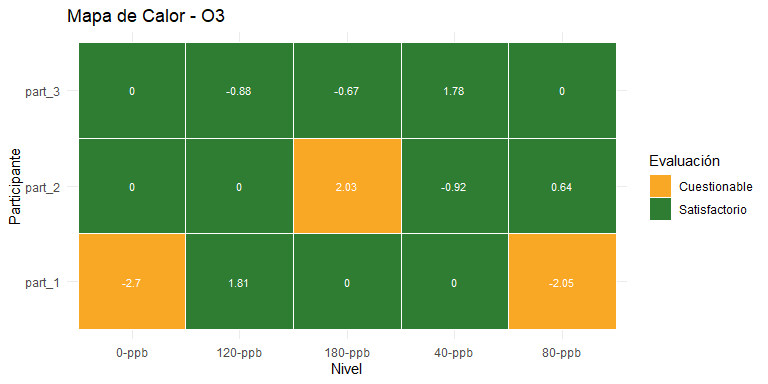 Mapa de Calor - O3
Participante
part_3
0
-0.88
-0.67
1.78
0
part_2
0
0
2.03
-0.92
0.64
part_1
-2.7
1.81
0
0
-2.05
0-ppb
120-ppb
180-ppb
40-ppb
80-ppb
Nivel
Evaluación
Cuestionable
Satisfactorio